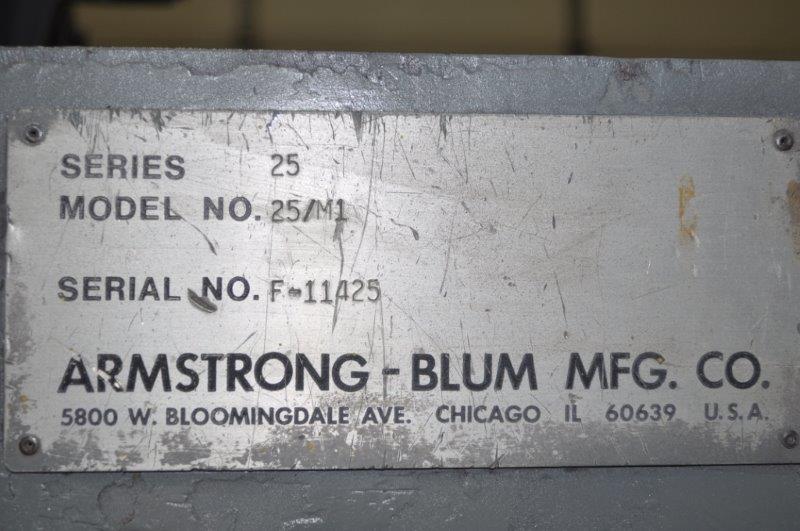 SERIES 25
MODEL NO. 25/M1
SERIAL NO. F-11425
ARMSTRONG - BLUM MFG. CO.
5800 W. BLOOMINGDALE AVE. CHICAGO IL 60639 U.S.A.